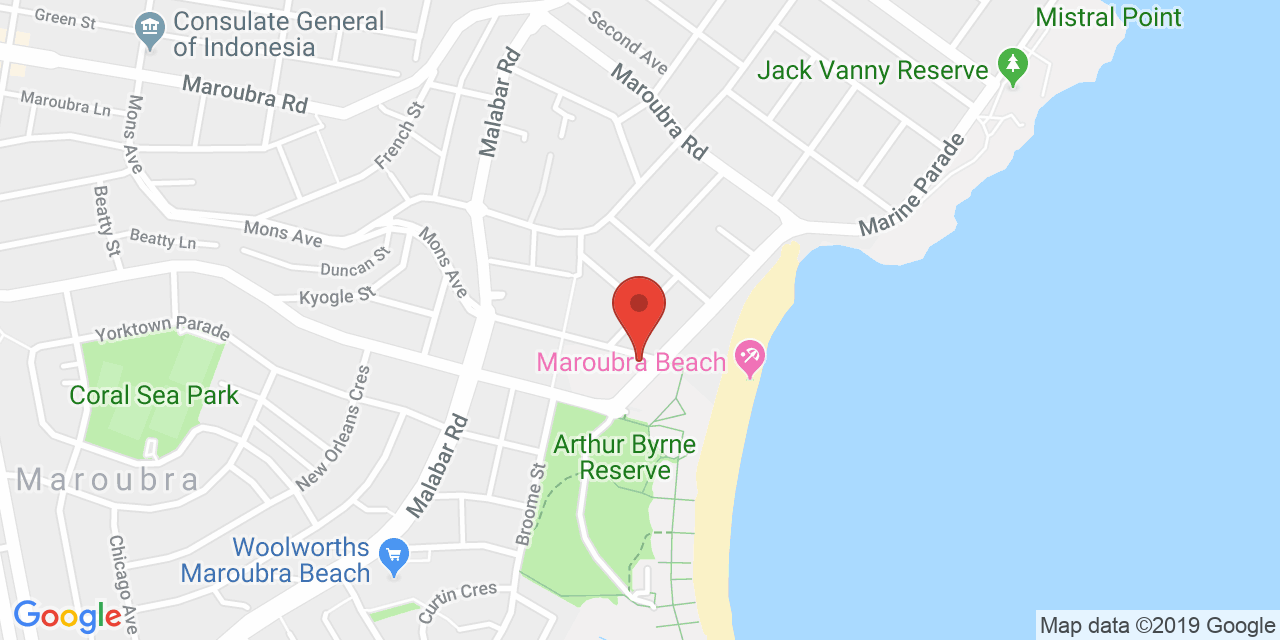 Green St
Consulate General
of Indonesia
Second Ave
Mistral Point
Jack Vanny Reserve
Maroubra Rd
Maroubra Ln
Malabar Rd
Maroubra Rd
French St
Mons Ave
Marine Parade
Beatty St
Beatty Ln
Mons Ave
Mons Ave
Duncan St
Kyogle St
Yorktown Parade
Maroubra Beach
Coral Sea Park
New Orleans Cres
Arthur Byrne
Reserve
Malabar Rd
Maroubra
Broome St
Woolworths
Maroubra Beach
Chicago Ave
Curtin Cres
Google
Map data ©2019 Google